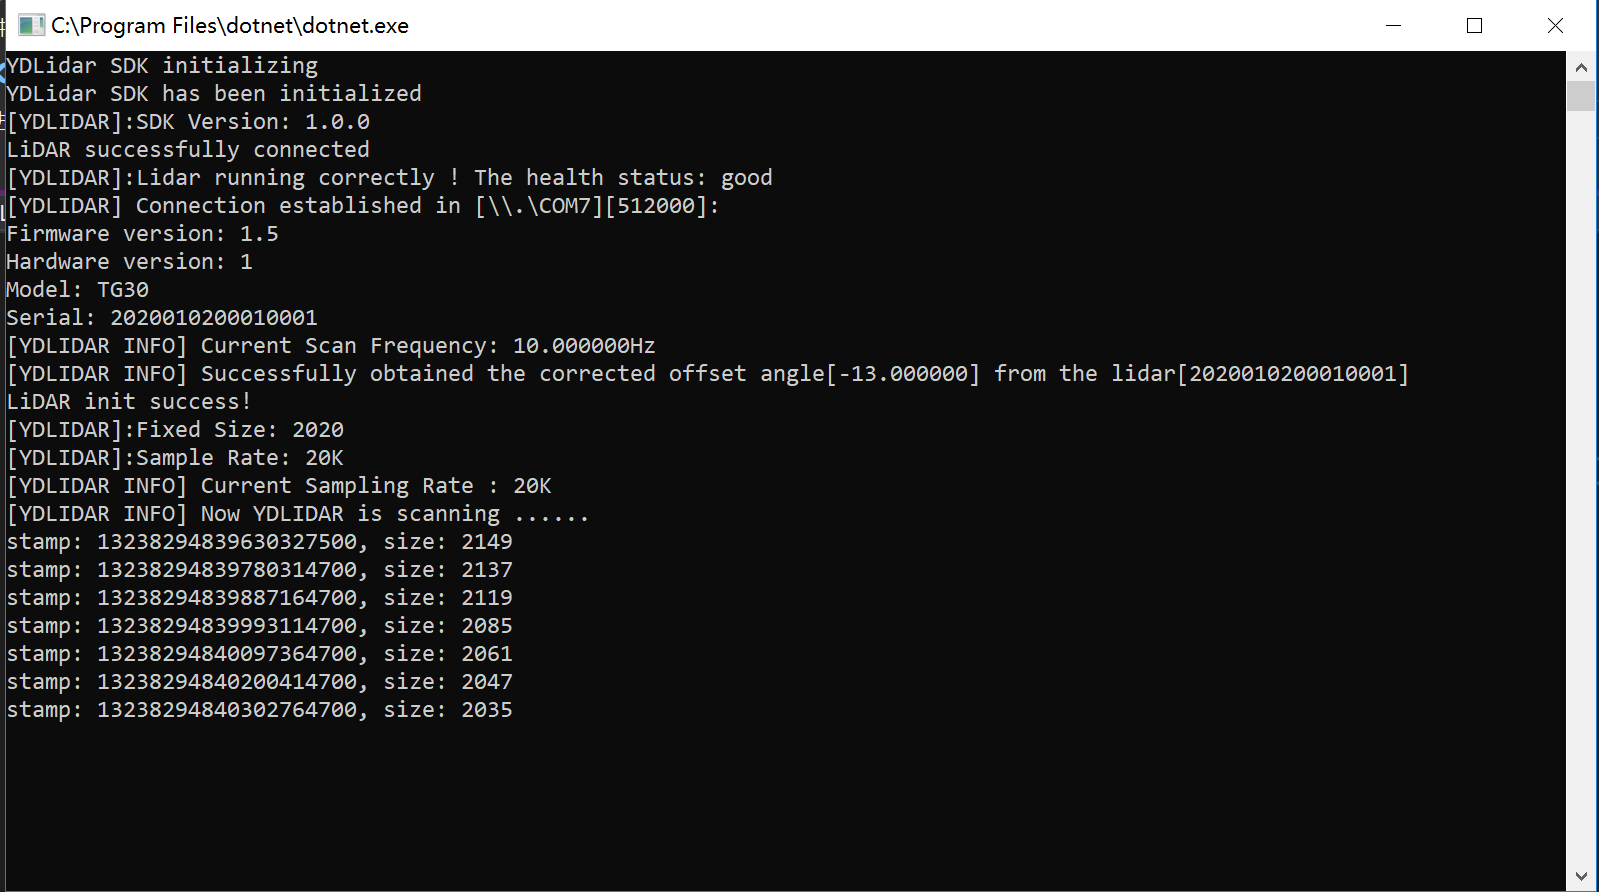 C:\Program Files\dotnet\dotnet.exe
YDLidar SDK initializing
YDLidar SDK has been initialized
[YDLIDAR]:SDK Version: 1.0.0
LiDAR successfully connected
[YDLIDAR]:Lidar running correctly ! The health status: good
[YDLIDAR] Connection established in [\\.\COM7][512000]:
Firmware version: 1.5
Hardware version: 1
Model: TG30
Serial: 2020010200010001
[YDLIDAR INFO] Current Scan Frequency: 10.000000Hz
[YDLIDAR INFO] Successfully obtained the corrected offset angle[-13.000000] from the lidar[2020010200010001]
LiDAR init success!
[YDLIDAR]:Fixed Size: 2020
[YDLIDAR]:Sample Rate: 20K
[YDLIDAR INFO] Current Sampling Rate : 20K
[YDLIDAR INFO] Now YDLIDAR is scanning ......
stamp: 13238294839630327500, size: 2149
stamp: 13238294839780314700, size: 2137
stamp: 13238294839887164700, size: 2119
stamp: 13238294839993114700, size: 2085
stamp: 13238294840097364700, size: 2061
stamp: 13238294840200414700, size: 2047
stamp: 13238294840302764700, size: 2035